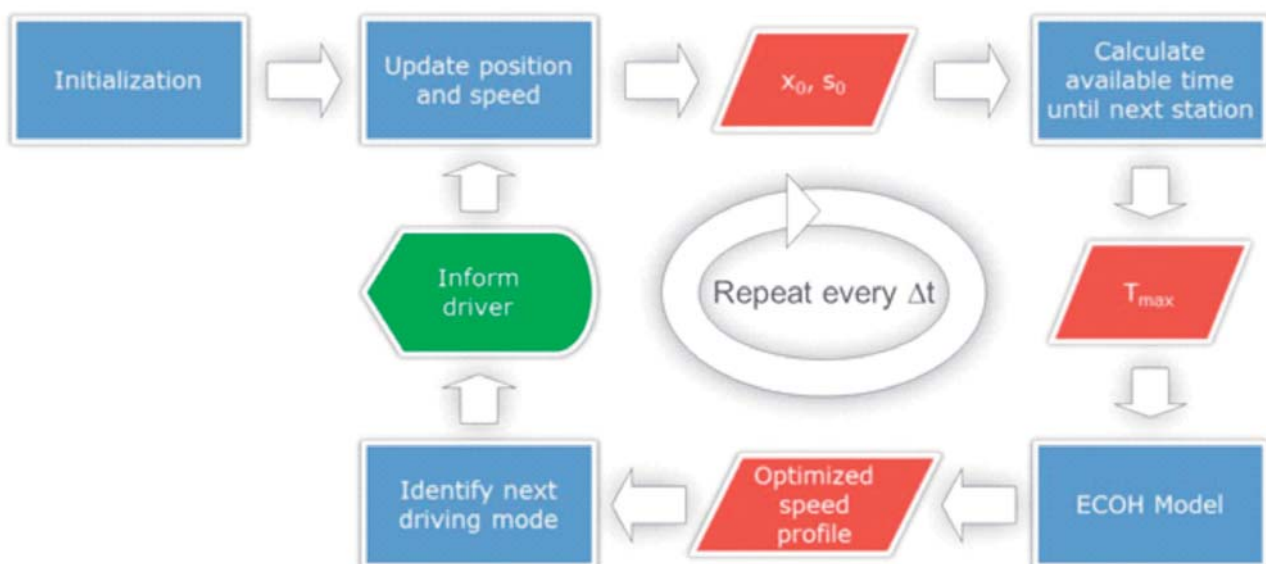 Initialization
Update position
and speed
x₀, s₀
Calculate
available time
until next station
Inform
driver
Repeat every Δt
Tₘₐₓ
Identify next
driving mode
Optimized
speed
profile
ECOH Model